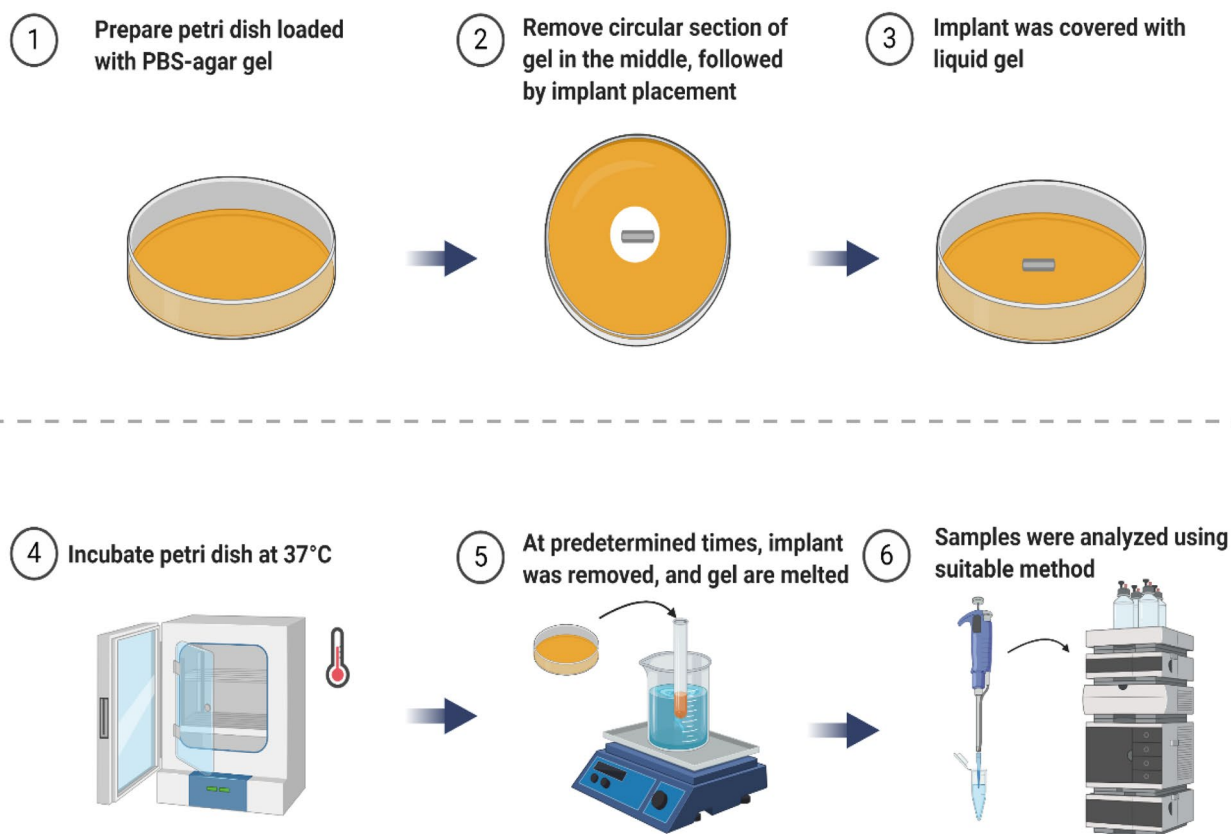 1
Prepare petri dish loaded
with PBS-agar gel
2
Remove circular section of
gel in the middle, followed
by implant placement
3
Implant was covered with
liquid gel
4
Incubate petri dish at 37°C
5
At predetermined times, implant
was removed, and gel are melted
6
Samples were analyzed using
suitable method